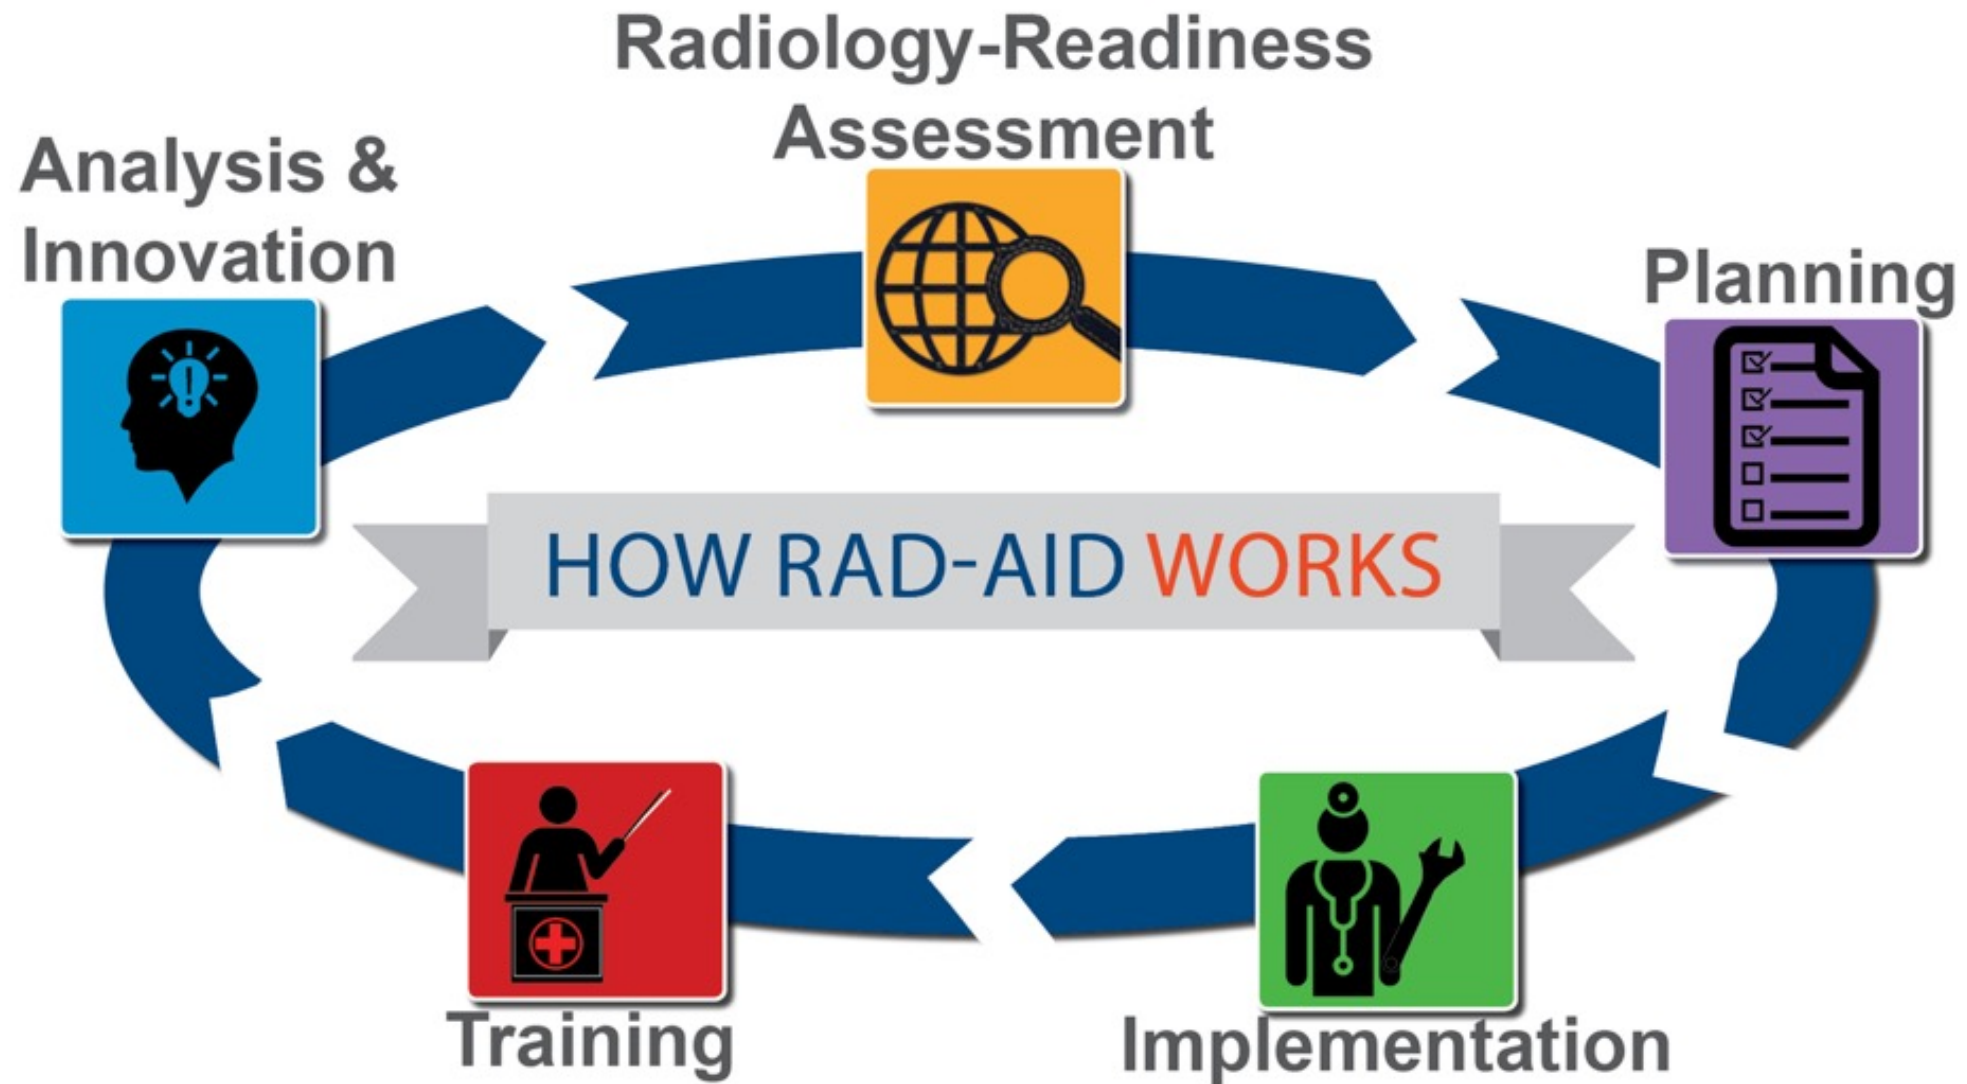 Radiology-Readiness
Assessment
Analysis &
Innovation
Planning
HOW RAD-AID WORKS
Training
Implementation